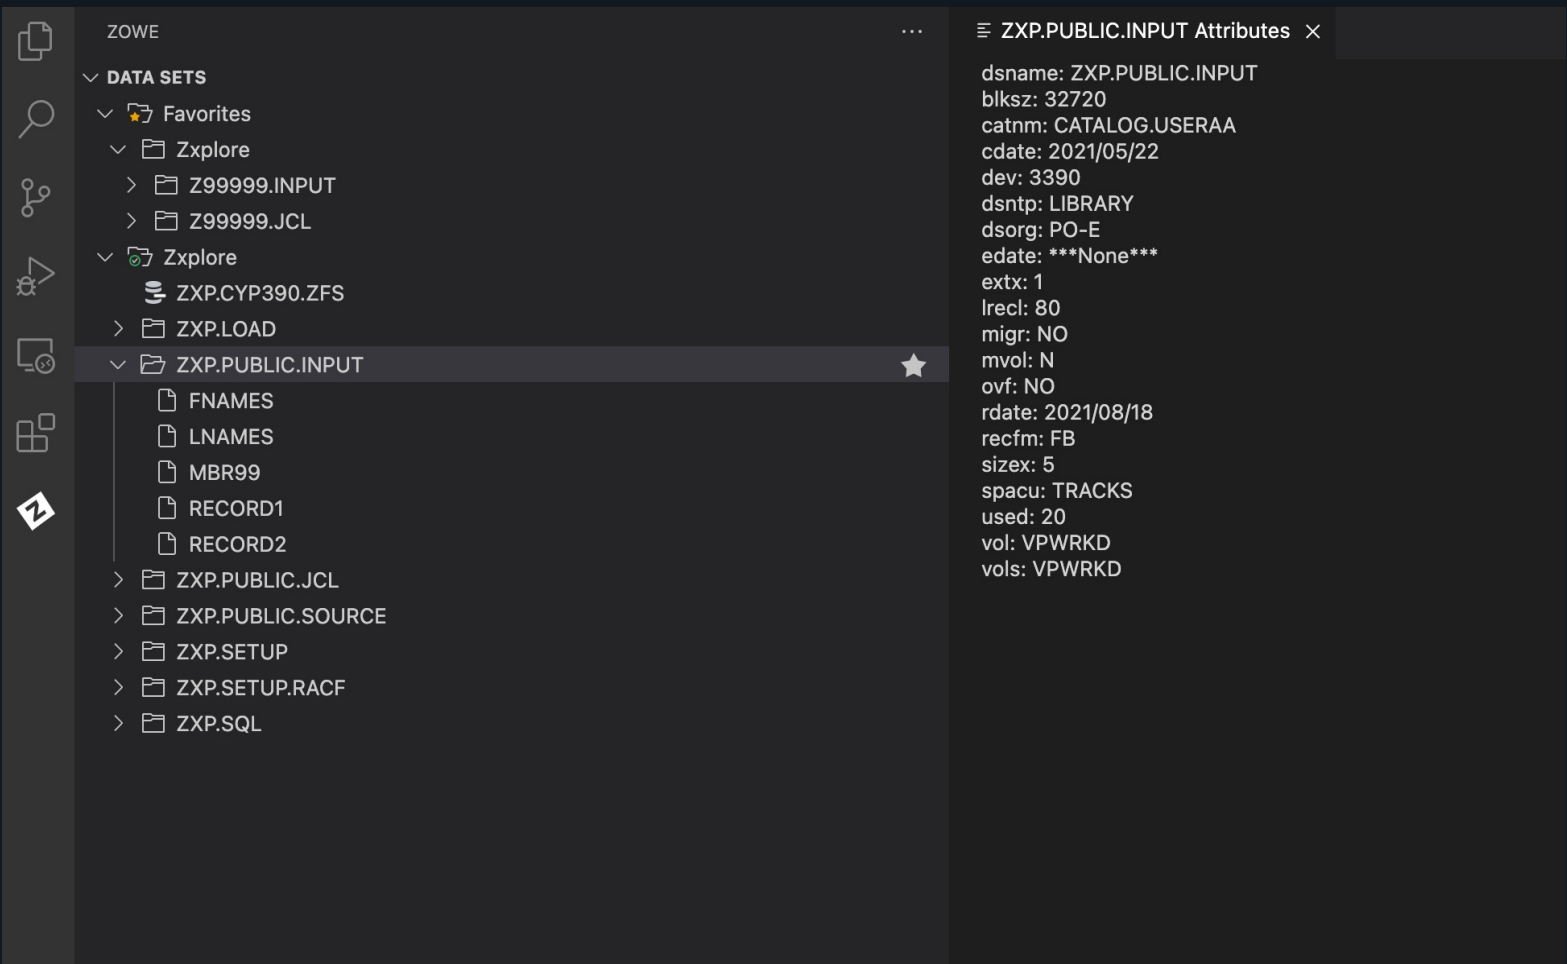 ZOWE
DATA SETS
Favorites
Zxplore
Z99999.INPUT
Z99999.JCL
Zxplore
ZXP.CYP390.ZFS
ZXP.LOAD
ZXP.PUBLIC.INPUT
FNAMES
LNAMES
MBR99
RECORD1
RECORD2
ZXP.PUBLIC.JCL
ZXP.PUBLIC.SOURCE
ZXP.SETUP
ZXP.SETUP.RACF
ZXP.SQL
ZXP.PUBLIC.INPUT Attributes
dsname: ZXP.PUBLIC.INPUT
blksz: 32720
catnm: CATALOG.USERAA
cdate: 2021/05/22
dev: 3390
dsntp: LIBRARY
dsorg: PO-E
edate: ***None***
extx: 1
lrecl: 80
migr: NO
mvol: N
ovf: NO
rdate: 2021/08/18
recfm: FB
sizex: 5
spacu: TRACKS
used: 20
vol: VPWRKD
vols: VPWRKD